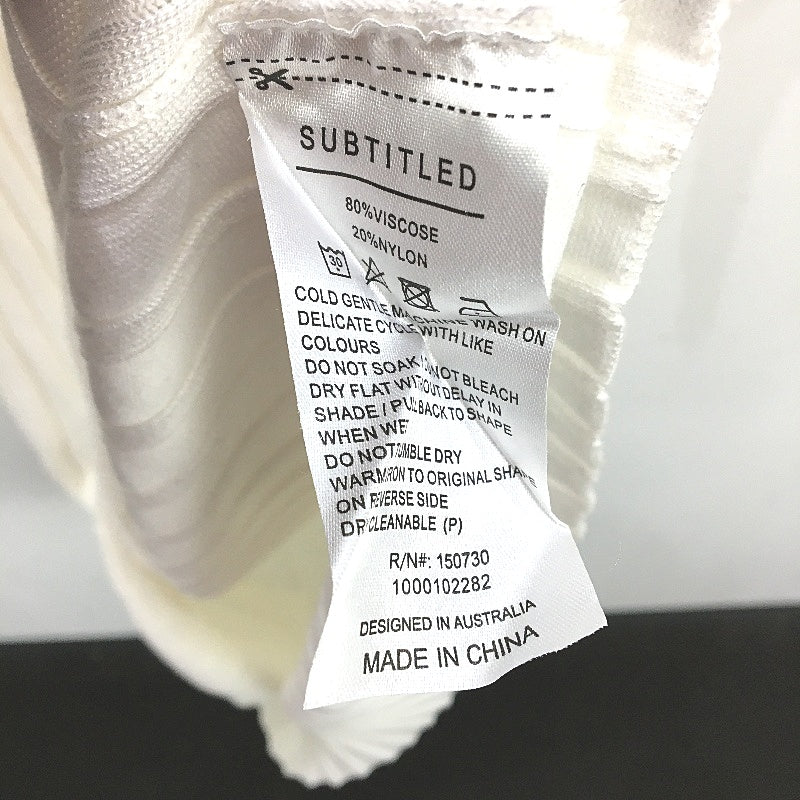 SUBTITLED
80%VISCOSE
20%NYLON
30
COLD GENTLE MACHINE WASH ON
DELICATE CYCLE WITH LIKE
COLOURS
DO NOT SOAK NOT BLEACH
DRY FLAT WITHOUT DELAY IN
SHADE / PULL BACK TO SHAPE
WHEN WET
DO NOT TUMBLE DRY
WARM IRON TO ORIGINAL SHAPE
ON REVERSE SIDE
DRY CLEANABLE (P)
R/N#: 150730
1000102282
DESIGNED IN AUSTRALIA
MADE IN CHINA